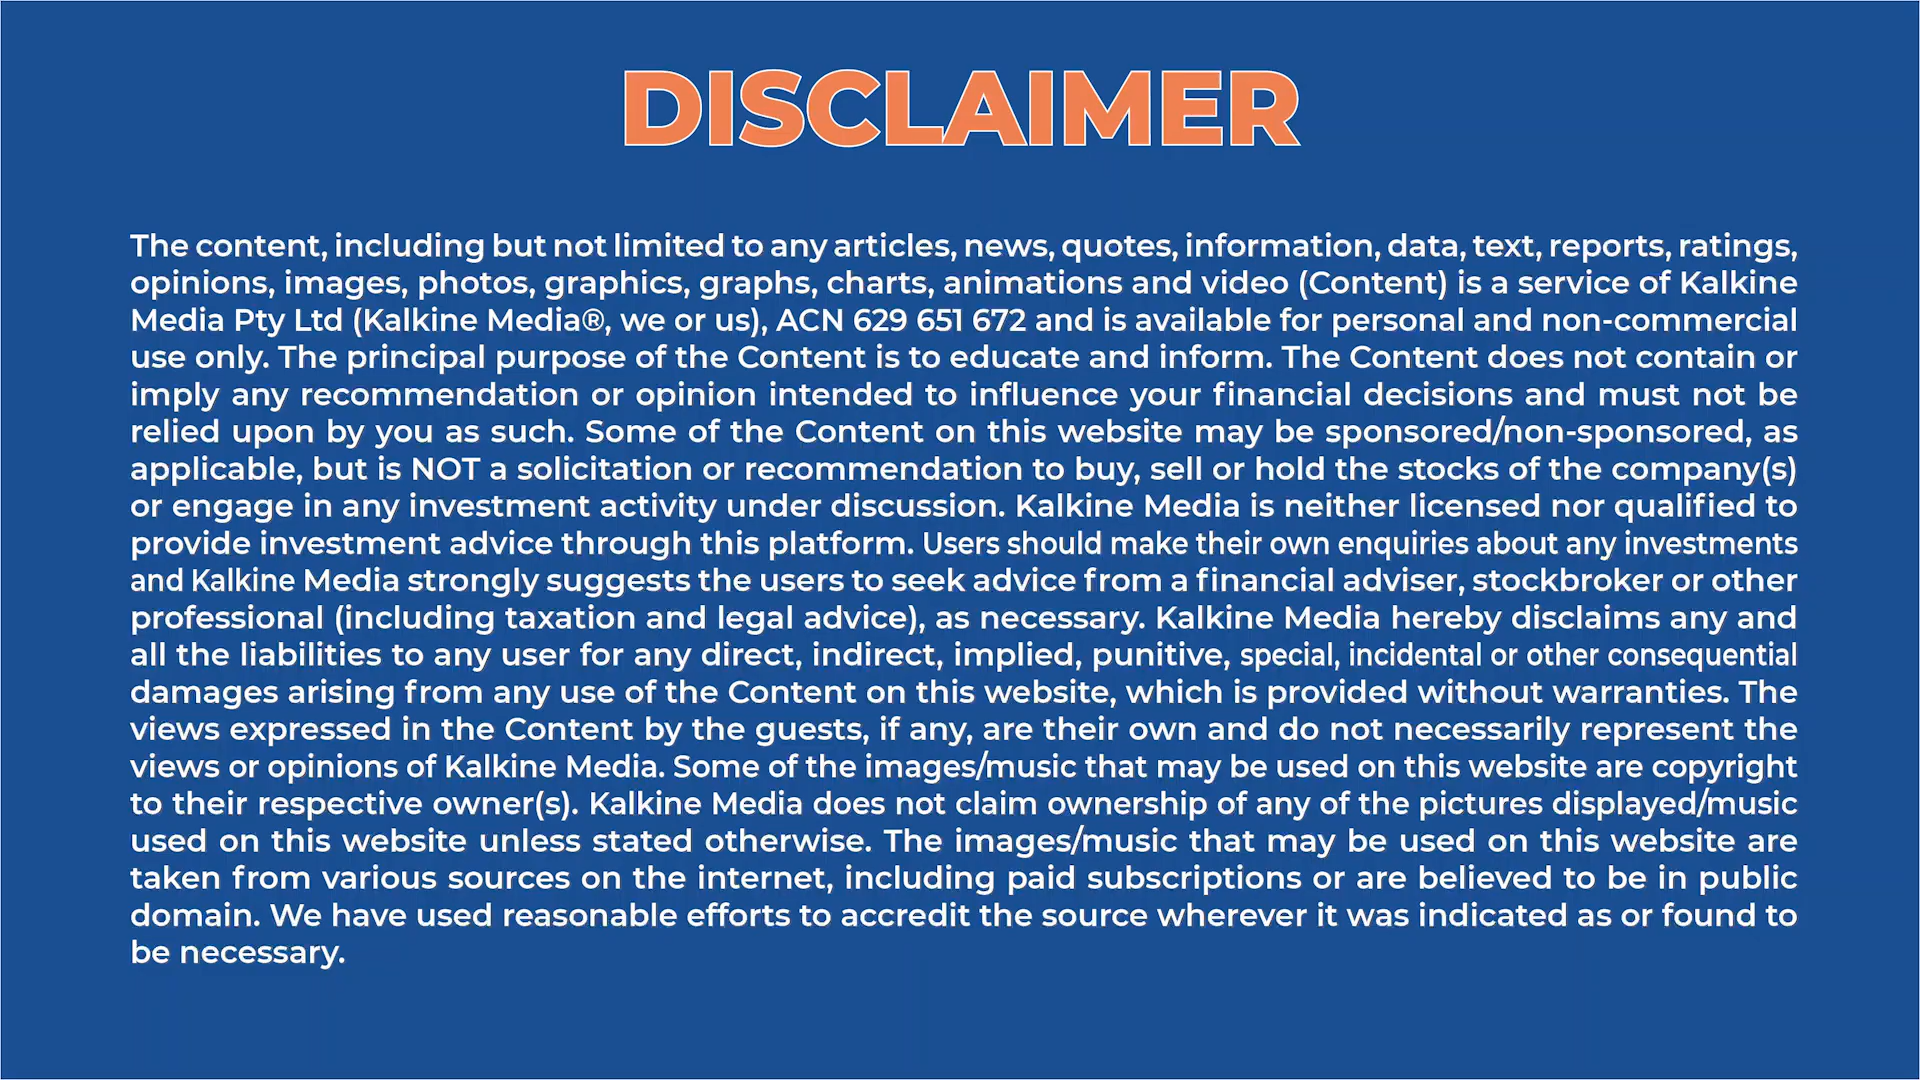 DISCLAIMER
The content, including but not limited to any articles, news, quotes, information, data, text, reports, ratings,
opinions, images, photos, graphics, graphs, charts, animations and video (Content) is a service of Kalkine
Media Pty Ltd (Kalkine Media®, we or us), ACN 629 651 672 and is available for personal and non-commercial
use only. The principal purpose of the Content is to educate and inform. The Content does not contain or
imply any recommendation or opinion intended to influence your financial decisions and must not be
relied upon by you as such. Some of the Content on this website may be sponsored/non-sponsored, as
applicable, but is NOT a solicitation or recommendation to buy, sell or hold the stocks of the company(s)
or engage in any investment activity under discussion. Kalkine Media is neither licensed nor qualified to
provide investment advice through this platform. Users should make their own enquiries about any investments
and Kalkine Media strongly suggests the users to seek advice from a financial adviser, stockbroker or other
professional (including taxation and legal advice), as necessary. Kalkine Media hereby disclaims any and
all the liabilities to any user for any direct, indirect, implied, punitive, special, incidental or other consequential
damages arising from any use of the Content on this website, which is provided without warranties. The
views expressed in the Content by the guests, if any, are their own and do not necessarily represent the
views or opinions of Kalkine Media. Some of the images/music that may be used on this website are copyright
to their respective owner(s). Kalkine Media does not claim ownership of any of the pictures displayed/music
used on this website unless stated otherwise. The images/music that may be used on this website are
taken from various sources on the internet, including paid subscriptions or are believed to be in public
domain. We have used reasonable efforts to accredit the source wherever it was indicated as or found to
be necessary.